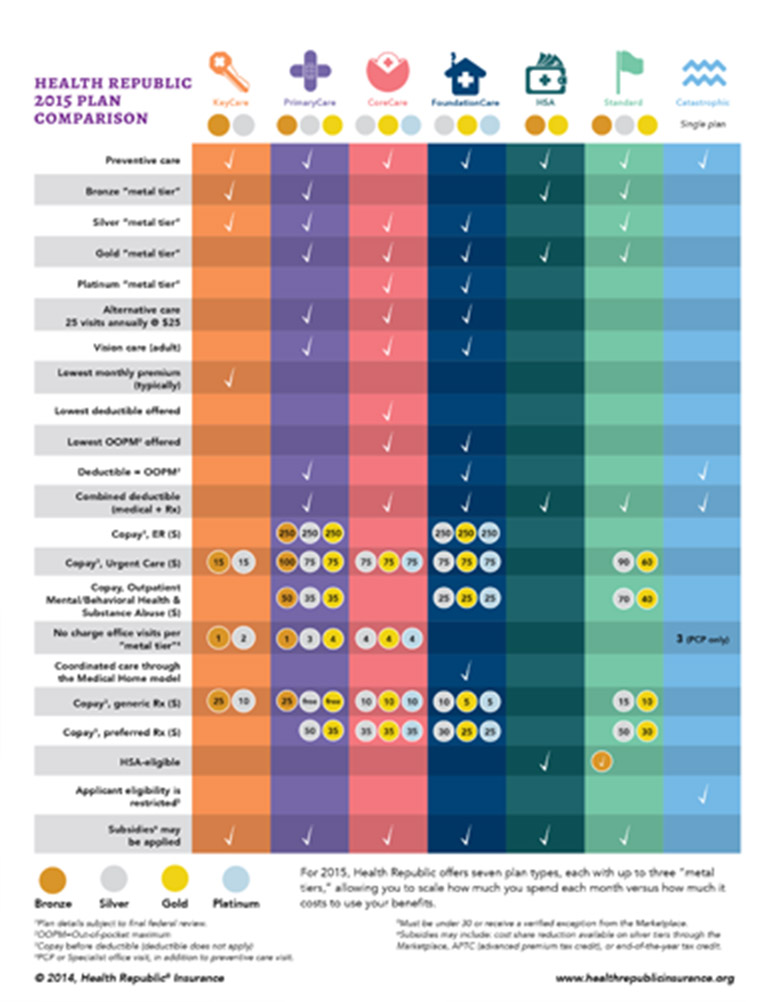 HEALTH REPUBLIC
2015 PLAN
COMPARISON
KeyCare
PrimaryCare
CoreCare
FoundationCare
HSA
Standard
Catastrophic
Single plan
Preventive care
Bronze "metal tier"
Silver "metal tier"
Gold "metal tier"
Platinum "metal tier"
Alternative care
25 visits annually @ $25
Vision care (adult)
Lowest monthly premium
(typically)
Lowest deductible offered
Lowest OOPM² offered
Deductible = OOPM²
Combined deductible
(medical + Rx)
Copay³, ER ($) 250 250 250 250 250 250
Copay³, Urgent Care ($) 15 15 100 75 75 75 75 75 75 75 75 90 60
Copay, Outpatient
Mental/Behavioral Health &
Substance Abuse ($)
50 35 35 25 25 25 70 40
No charge office visits per
"metal tier"⁴
1 2 1 3 4 4 4 4 3 (PCP only)
Coordinated care through
the Medical Home model
Copay³, generic Rx ($) 25 10 25 free free 10 10 10 10 5 5 15 10
Copay³, preferred Rx ($) 50 35 35 35 35 30 25 25 50 30
HSA-eligible
Applicant eligibility is
restricted⁵
Subsidies⁶ may
be applied
Bronze Silver Gold Platinum
For 2015, Health Republic offers seven plan types, each with up to three "metal
tiers," allowing you to scale how much you spend each month versus how much it
costs to use your benefits.
¹Plan details subject to final federal review.
²OOPM=Out-of-pocket maximum
³Copay before deductible (deductible does not apply)
⁴PCP or Specialist office visit, in addition to preventive care visit.
⁵Must be under 30 or receive a verified exception from the Marketplace.
⁶Subsidies may include: cost share reduction available on silver tiers through the
Marketplace, APTC (advanced premium tax credit), or end-of-the-year tax credit.
© 2014, Health Republic® Insurance
www.healthrepublicinsurance.org